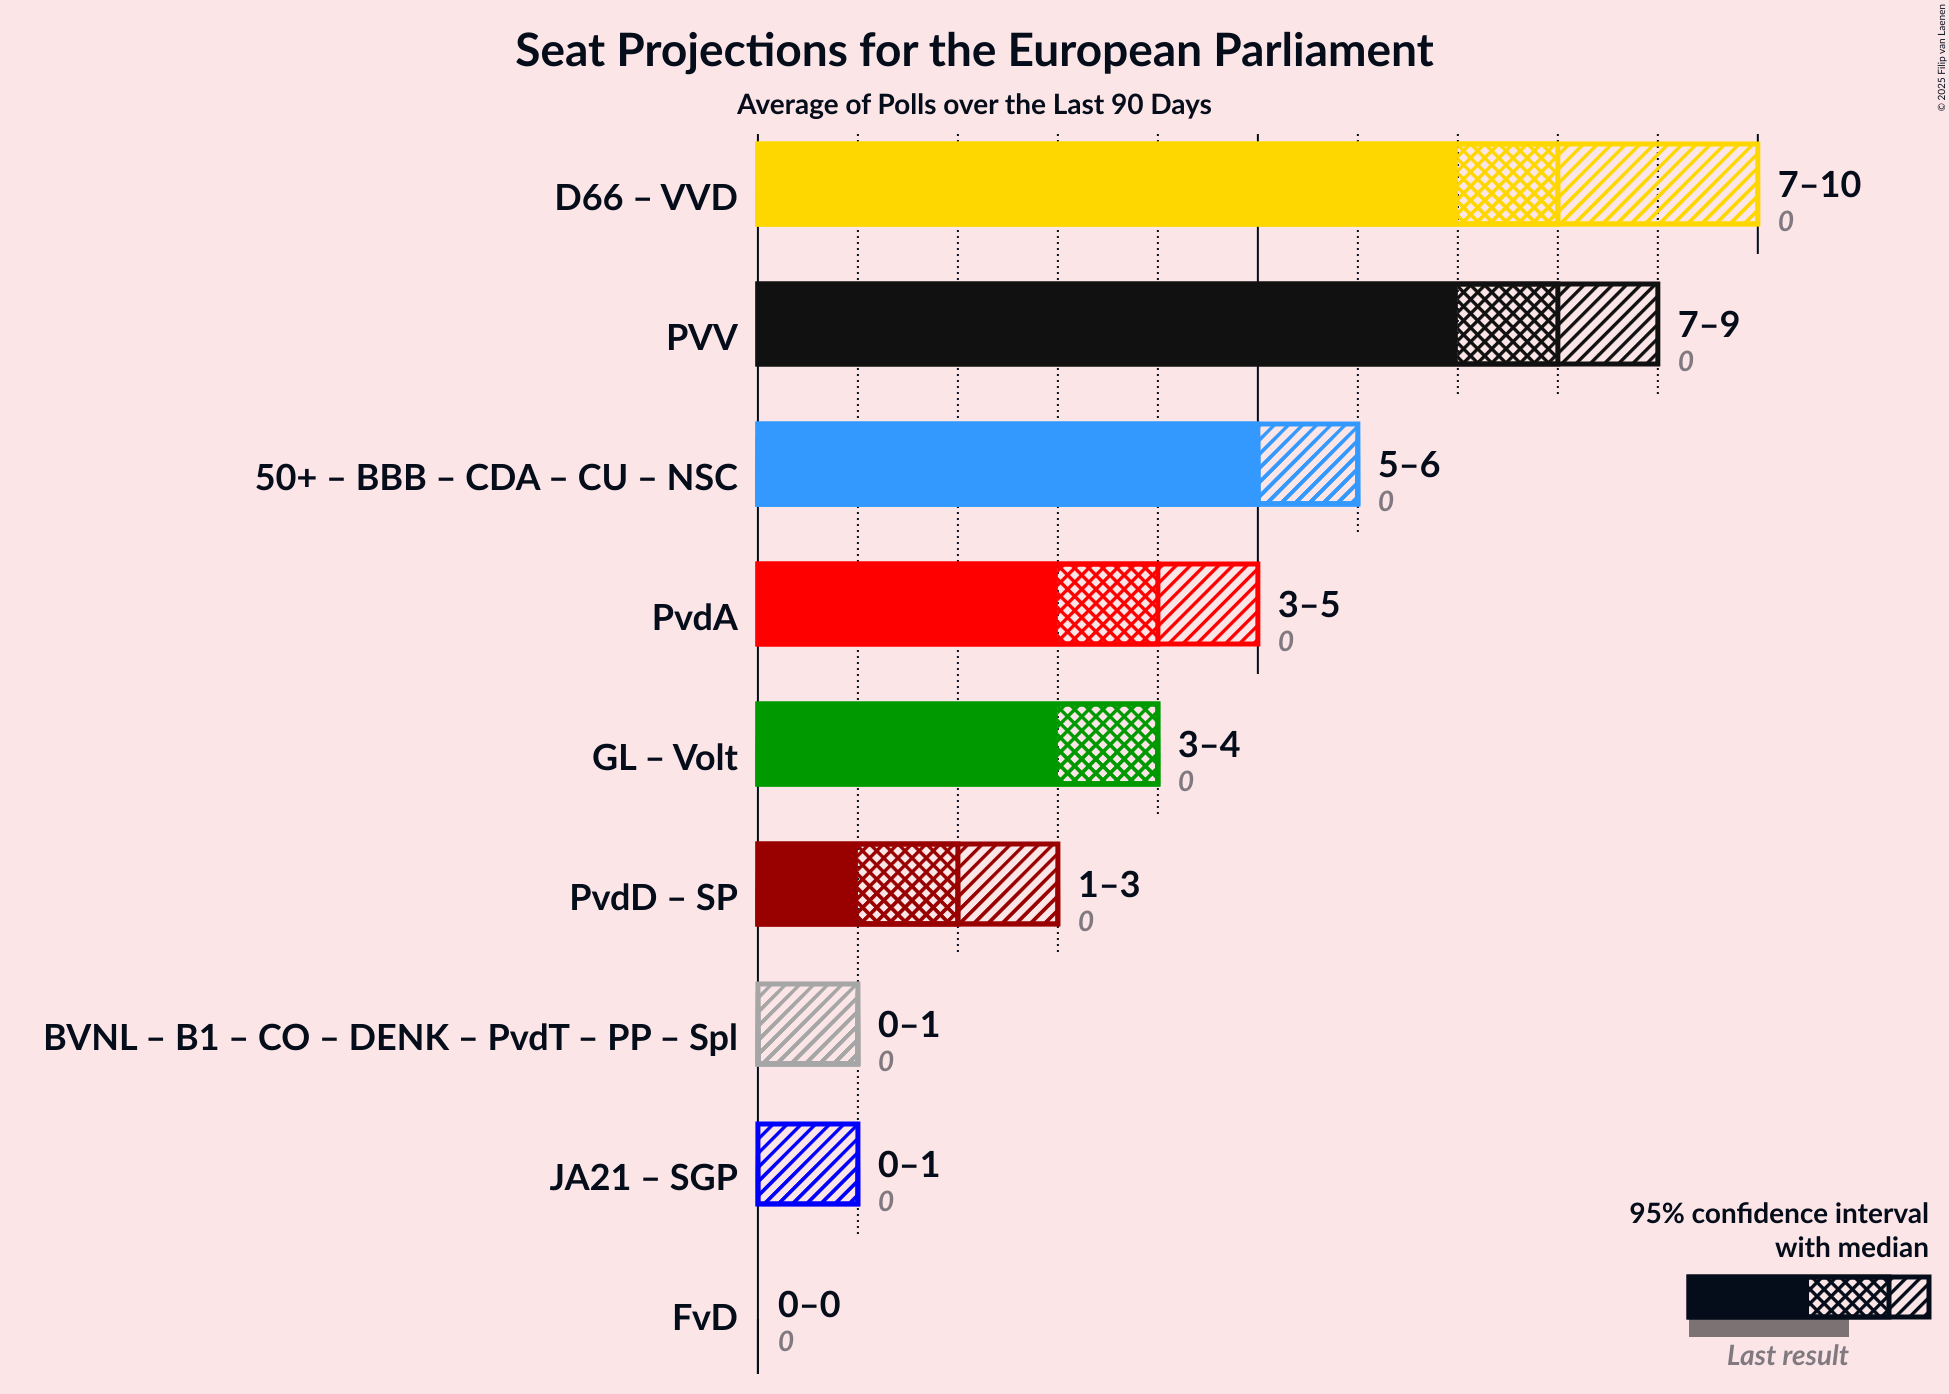 Seat Projections for the European Parliament
Average of Polls over the Last 90 Days
© 2025 Filip van Laenen
D66 – VVD
7–10
0
PVV
7–9
0
50+ – BBB – CDA – CU – NSC
5–6
0
PvdA
3–5
0
GL – Volt
3–4
0
PvdD – SP
1–3
0
BVNL – B1 – CO – DENK – PvdT – PP – Spl
0–1
0
JA21 – SGP
0–1
0
FvD
0–0
0
95% confidence interval
with median
Last result